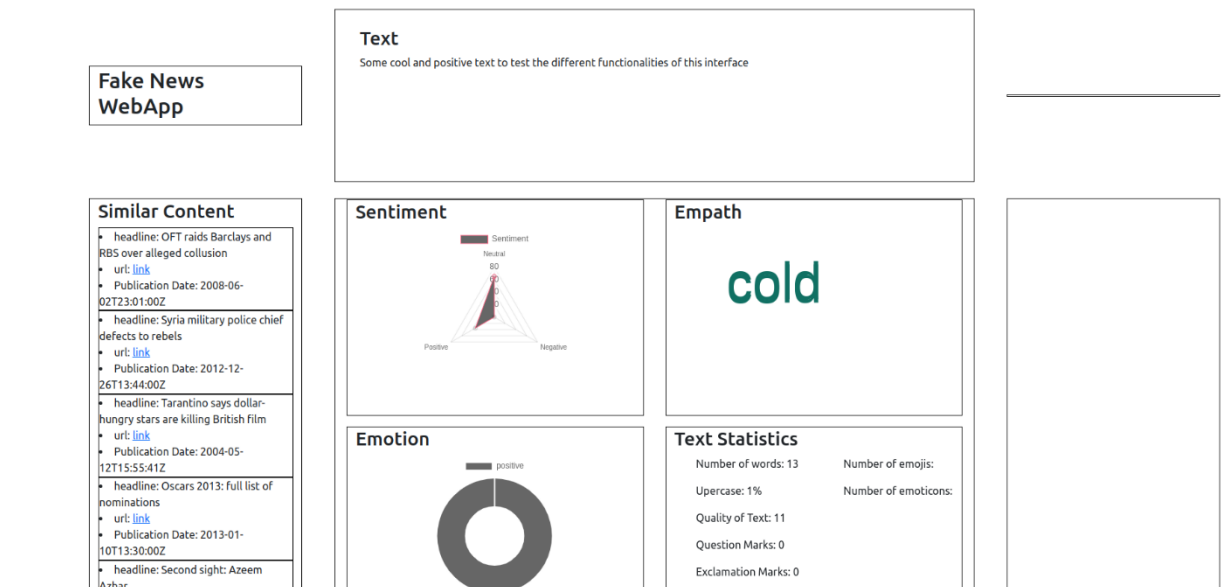 Fake News
WebApp
Text
Some cool and positive text to test the different functionalities of this interface
Similar Content
headline: OFT raids Barclays and
RBS over alleged collusion
url: link
Publication Date: 2008-06-
02T23:01:00Z
headline: Syria military police chief
defects to rebels
url: link
Publication Date: 2012-12-
26T13:44:00Z
headline: Tarantino says dollar-
hungry stars are killing British film
url: link
Publication Date: 2004-05-
12T15:55:41Z
headline: Oscars 2013: full list of
nominations
url: link
Publication Date: 2013-01-
10T13:30:00Z
headline: Second sight: Azeem
Azhar
Sentiment
Sentiment
Neutral
80
Positive
Negative
Empath
cold
Emotion
positive
Text Statistics
Number of words: 13
Number of emojis:
Upercase: 1%
Number of emoticons:
Quality of Text: 11
Question Marks: 0
Exclamation Marks: 0